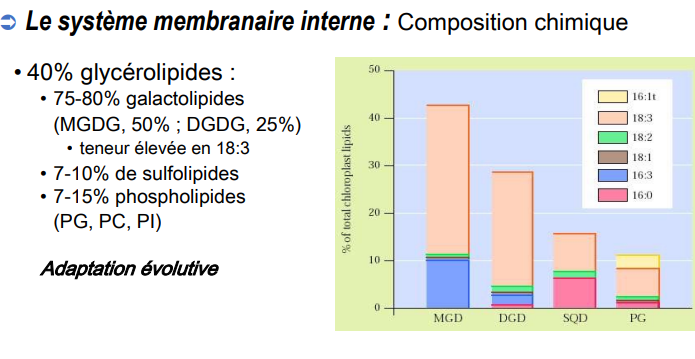 ➲ Le système membranaire interne : Composition chimique
• 40% glycérolipides :
• 75-80% galactolipides
(MGDG, 50% ; DGDG, 25%)
• teneur élevée en 18:3
• 7-10% de sulfolipides
• 7-15% phospholipides
(PG, PC, PI)
Adaptation évolutive
% of total chloroplast lipids
50
40
30
20
10
0
MGD DGD SQD PG
16:1t
18:3
18:2
18:1
16:3
16:0